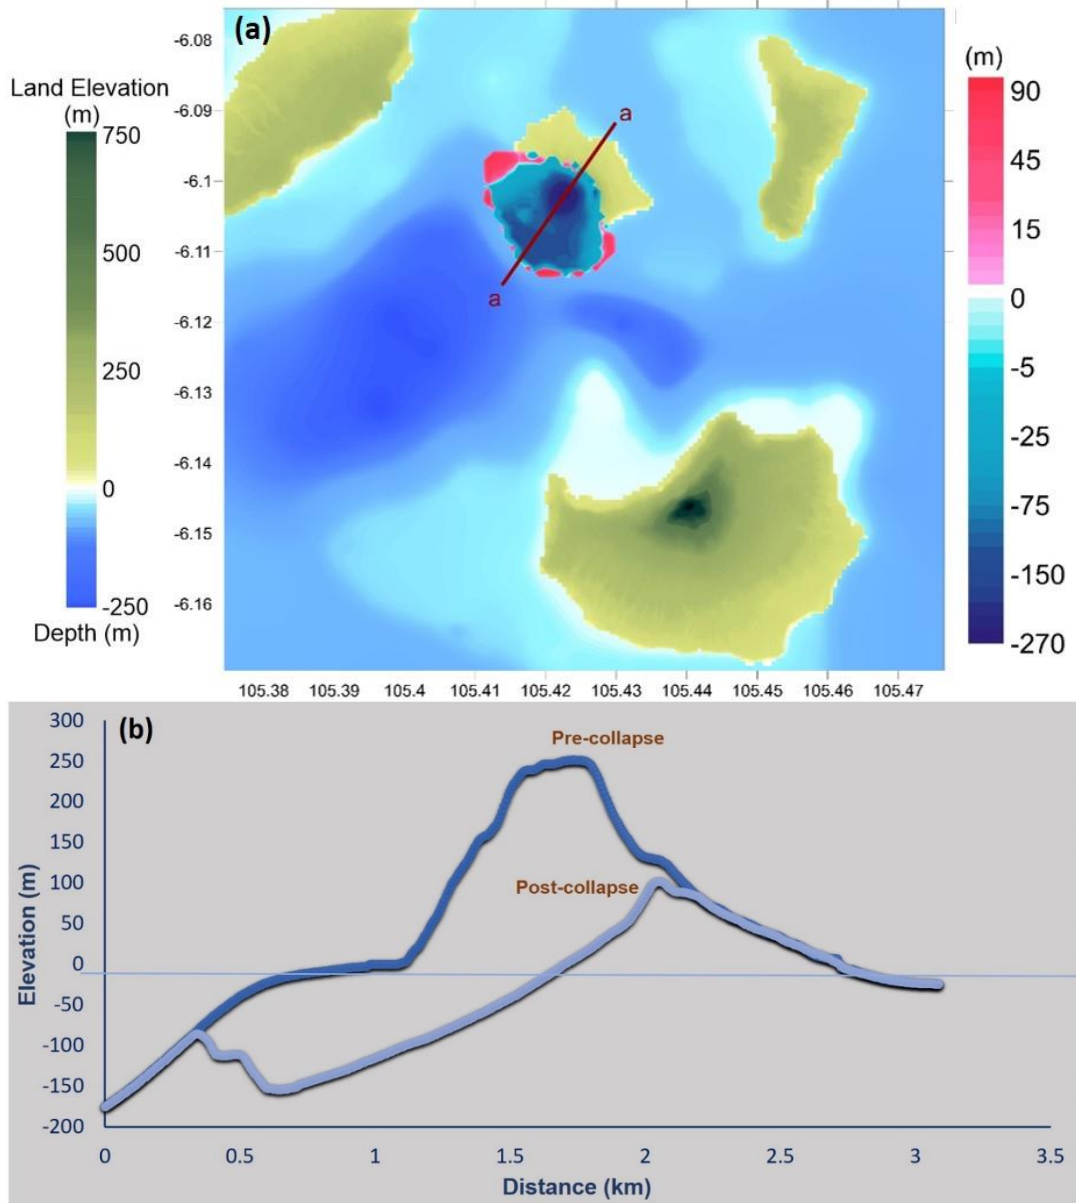 (a)
Land Elevation
(m)
750
500
250
0
-250
Depth (m)
-6.08
-6.09
-6.1
-6.11
-6.12
-6.13
-6.14
-6.15
-6.16
a
a
(m)
90
45
15
0
-5
-25
-75
-150
-270
105.38 105.39 105.4 105.41 105.42 105.43 105.44 105.45 105.46 105.47
(b)
Elevation (m)
300
250
200
150
100
50
0
-50
-100
-150
-200
Pre-collapse
Post-collapse
0 0.5 1 1.5 2 2.5 3 3.5
Distance (km)